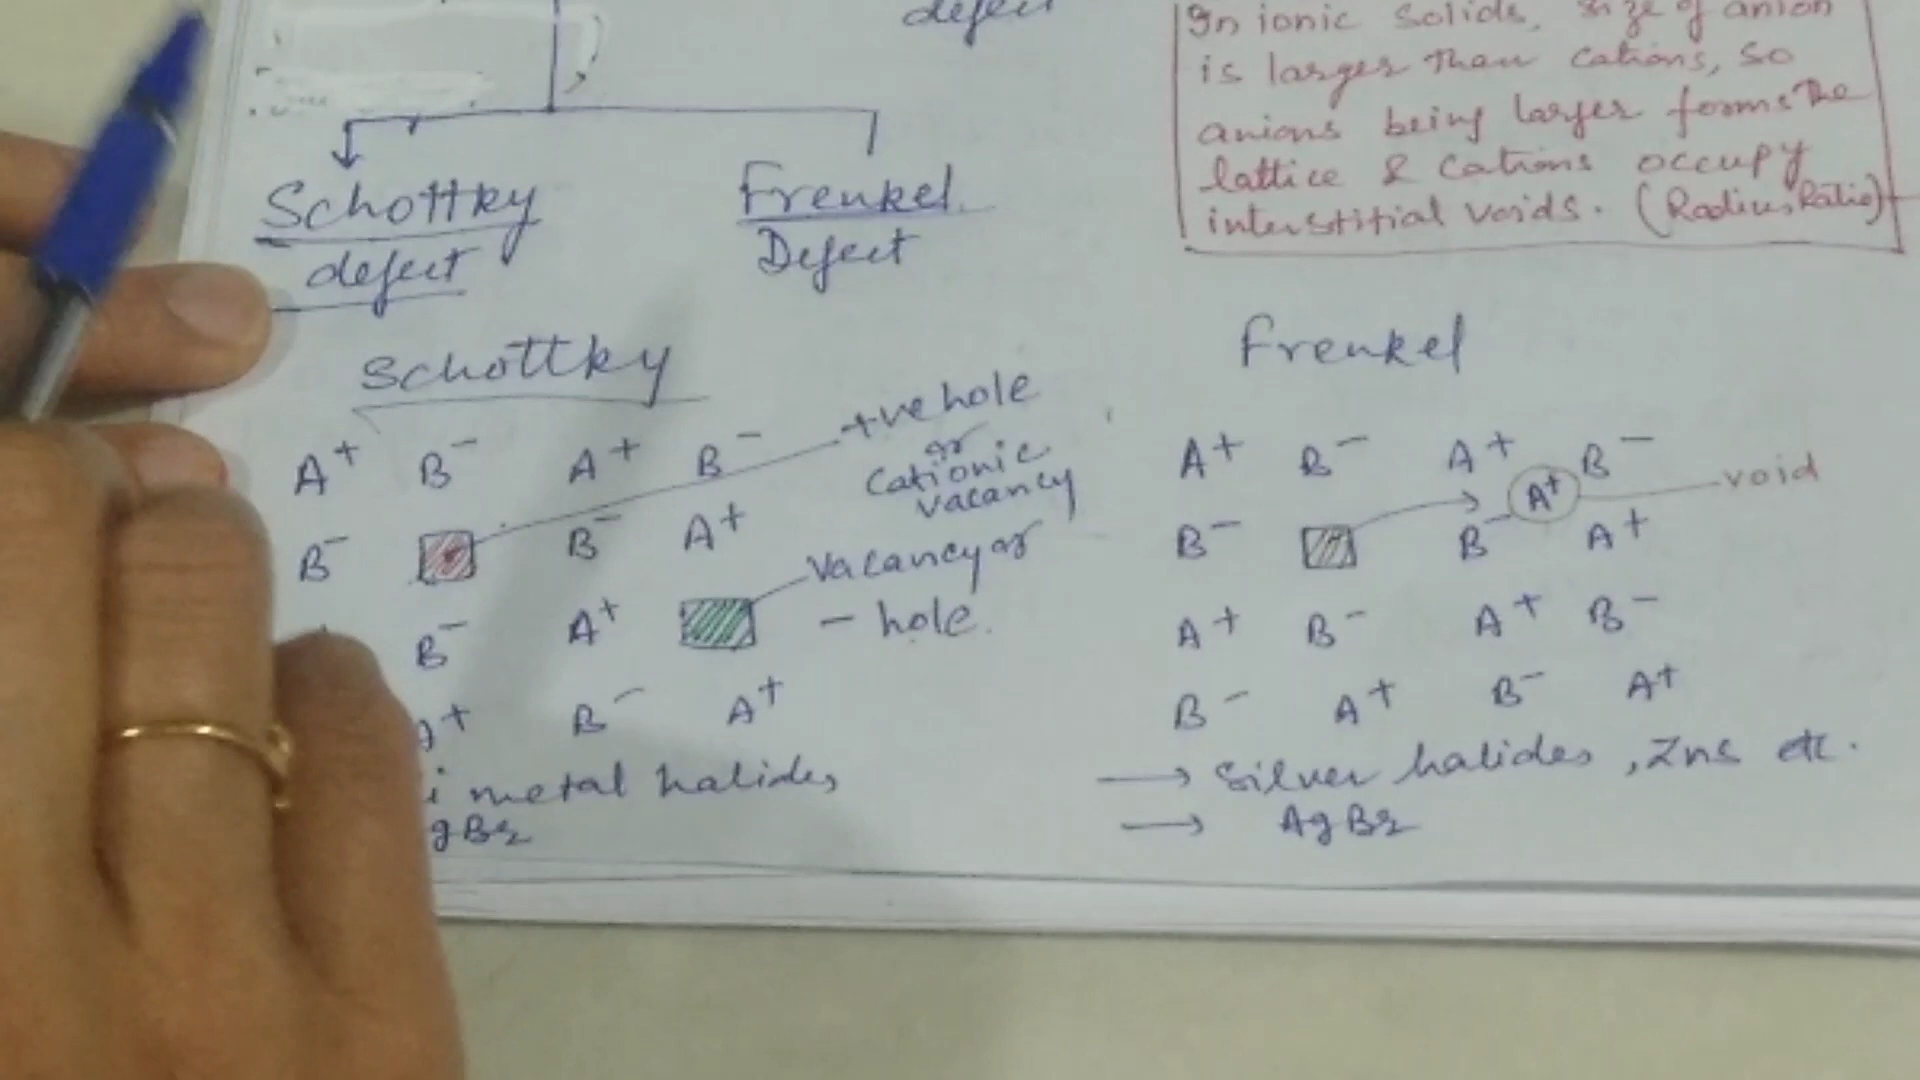 defect
In ionic solids, size of anion
is larger than cations, so
anions being larger forms the
lattice & cations occupy
interstitial voids. (Radius Ratio)
Schottky
defect
Frenkel
Defect
Schottky
A+ B- A+ B-
B- B- A+
B- A+
A+ B- A+
+ve hole
or
Cationic
vacancy
Vacancy or
- hole.
i metal halides
gBr
Frenkel
A+ B- A+ B-
A+
void
B- B- A+
A+ B- A+ B-
B- A+ B- A+
→ Silver halides, Zns etc.
→ AgBr